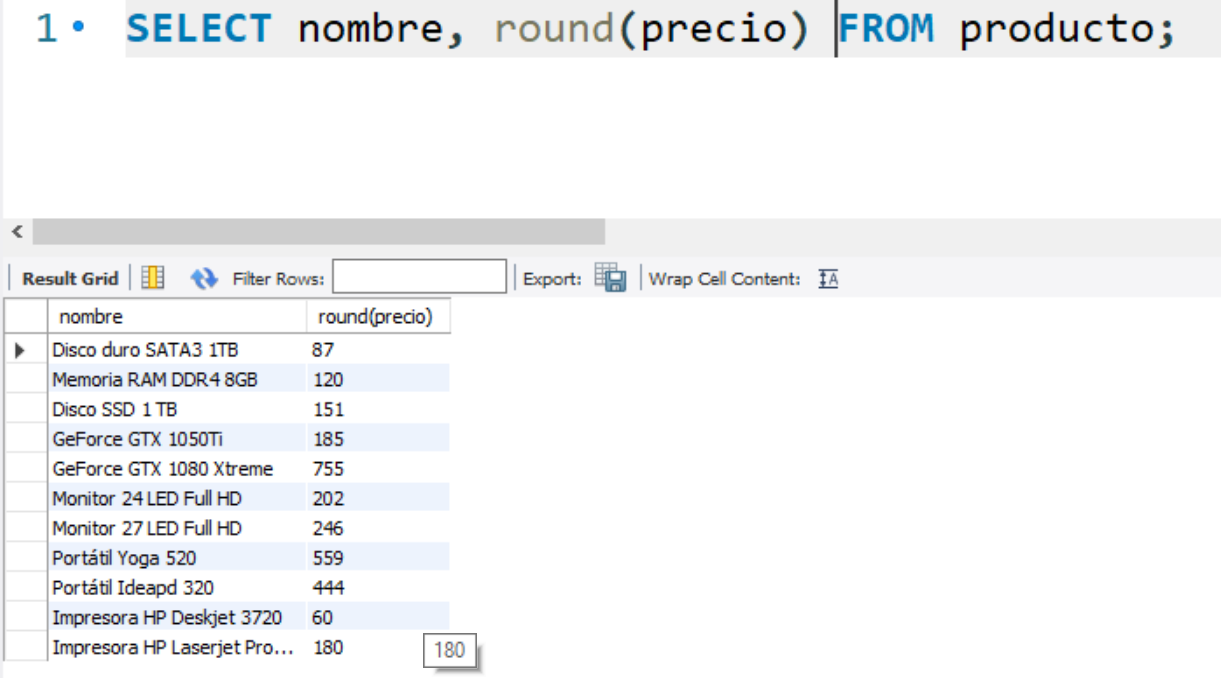 1 SELECT nombre, round(precio) FROM producto;
Result Grid Filter Rows: Export: Wrap Cell Content: IA
nombre round(precio)
Disco duro SATA3 1TB 87
Memoria RAM DDR4 8GB 120
Disco SSD 1 TB 151
GeForce GTX 1050Ti 185
GeForce GTX 1080 Xtreme 755
Monitor 24 LED Full HD 202
Monitor 27 LED Full HD 246
Portátil Yoga 520 559
Portátil Ideapd 320 444
Impresora HP Deskjet 3720 60
Impresora HP Laserjet Pro... 180 180